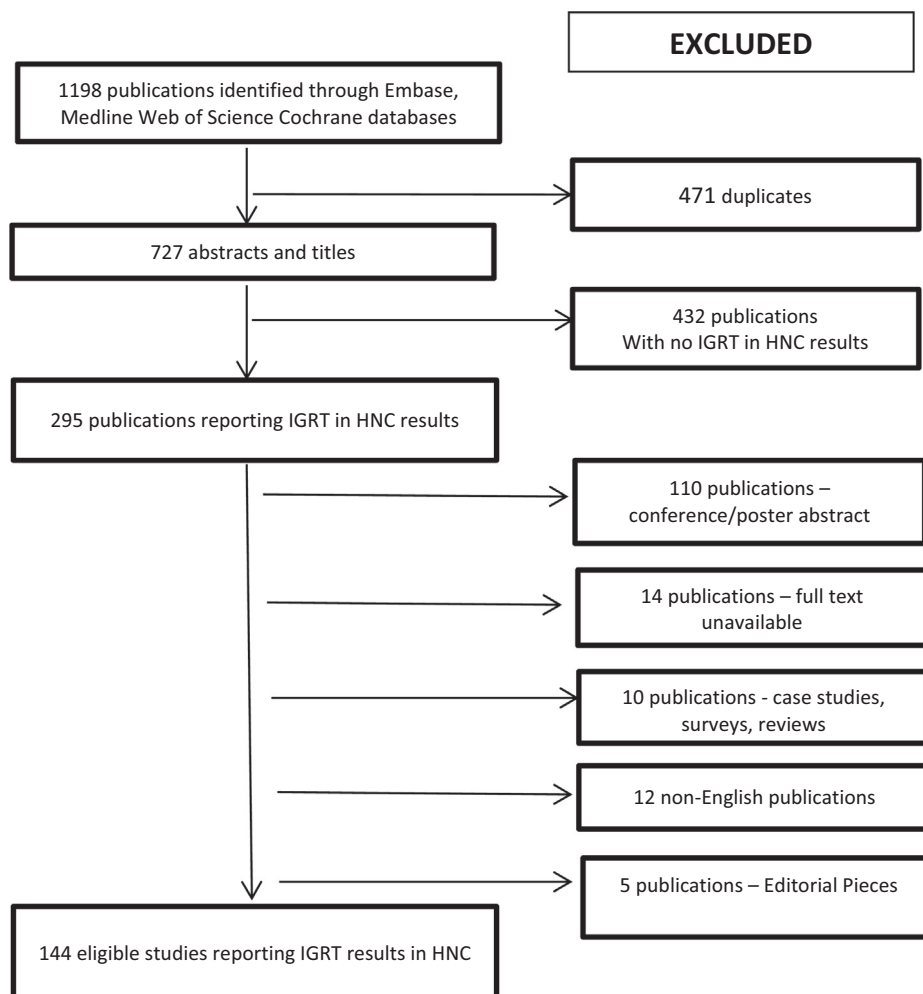 EXCLUDED
1198 publications identified through Embase,
Medline Web of Science Cochrane databases
471 duplicates
727 abstracts and titles
432 publications
With no IGRT in HNC results
295 publications reporting IGRT in HNC results
110 publications –
conference/poster abstract
14 publications – full text
unavailable
10 publications - case studies,
surveys, reviews
12 non-English publications
5 publications – Editorial Pieces
144 eligible studies reporting IGRT results in HNC